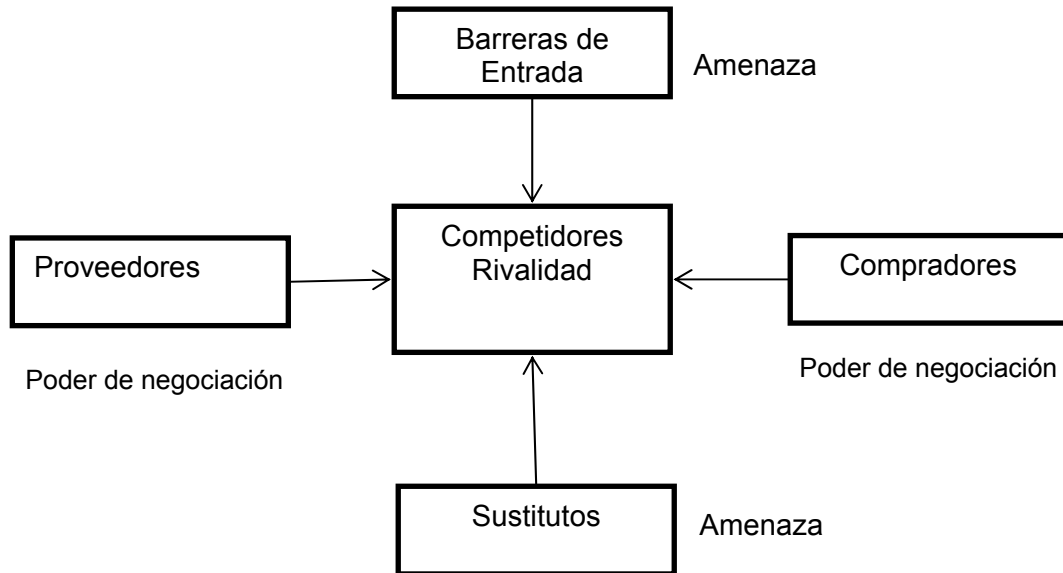 Barreras de
Entrada
Amenaza
Competidores
Rivalidad
Proveedores
Compradores
Poder de negociación
Poder de negociación
Sustitutos
Amenaza